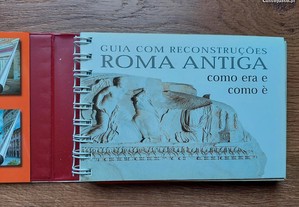 GUIA COM RECONSTRUÇÕES
ROMA ANTIGA
como era e
como è